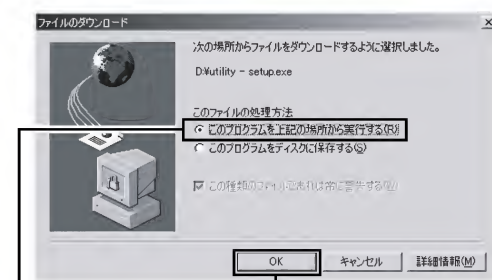 ファイルのダウンロード
次の場所からファイルをダウンロードするように選択しました。
D:¥utility - setup.exe
このファイルの処理方法
このプログラムを上記の場所から実行する(R)
このプログラムをディスクに保存する(S)
この種類のファイルであれば常に警告する(W)
OK キャンセル 詳細情報(M)